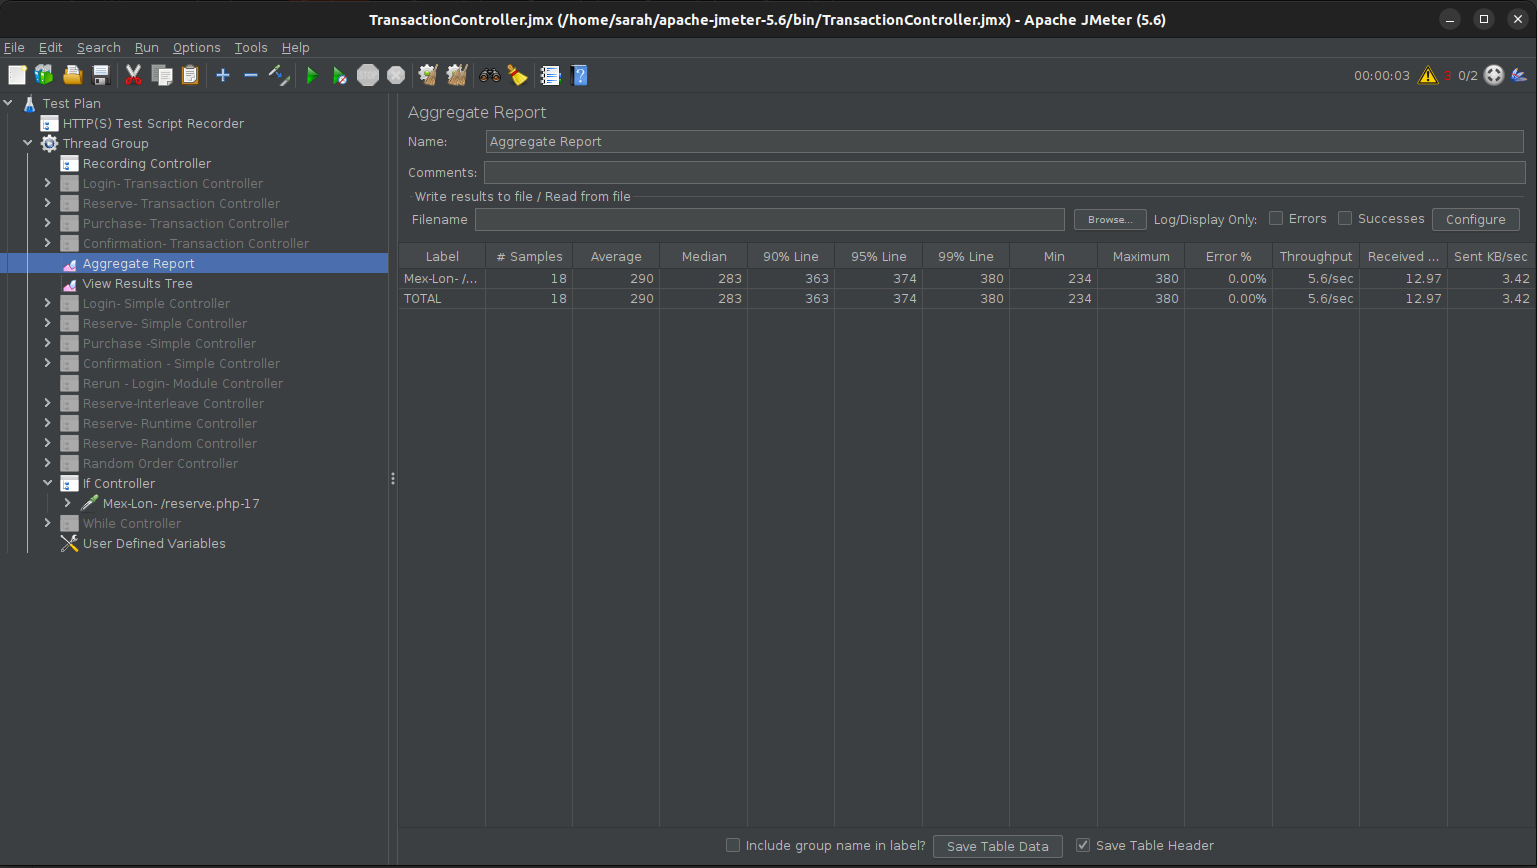 TransactionController.jmx (/home/sarah/apache-jmeter-5.6/bin/TransactionController.jmx) - Apache JMeter (5.6)
File Edit Search Run Options Tools Help
STOP
00:00:03 3 0/2
Test Plan
HTTP(S) Test Script Recorder
Thread Group
Recording Controller
Login- Transaction Controller
Reserve- Transaction Controller
Purchase- Transaction Controller
Confirmation- Transaction Controller
Aggregate Report
View Results Tree
Login- Simple Controller
Reserve- Simple Controller
Purchase -Simple Controller
Confirmation - Simple Controller
Rerun - Login- Module Controller
Reserve-Interleave Controller
Reserve- Runtime Controller
Reserve- Random Controller
Random Order Controller
If Controller
Mex-Lon- /reserve.php-17
While Controller
User Defined Variables
Aggregate Report
Name: Aggregate Report
Comments:
Write results to file / Read from file
Filename Browse... Log/Display Only: Errors Successes Configure
Label # Samples Average Median 90% Line 95% Line 99% Line Min Maximum Error % Throughput Received ... Sent KB/sec
Mex-Lon- /... 18 290 283 363 374 380 234 380 0.00% 5.6/sec 12.97 3.42
TOTAL 18 290 283 363 374 380 234 380 0.00% 5.6/sec 12.97 3.42
Include group name in label? Save Table Data Save Table Header